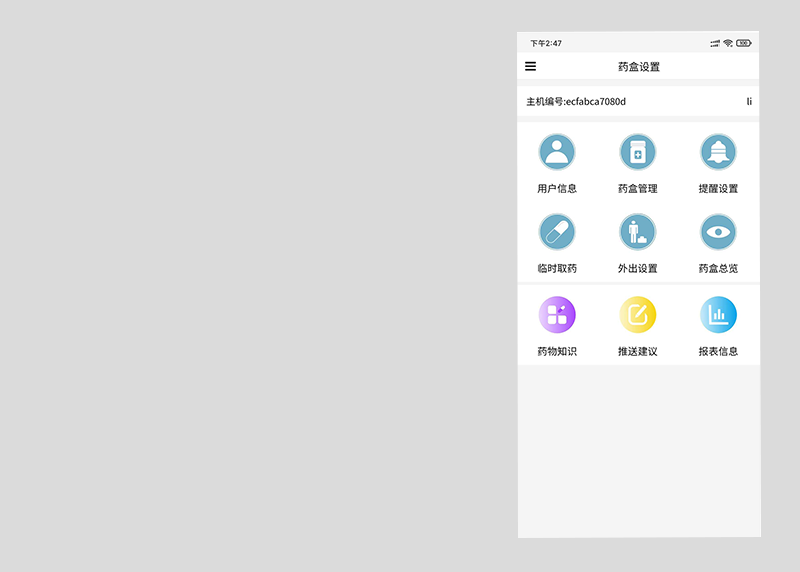 下午2:47
100
药盒设置
主机编号:ecfabca7080d li
用户信息 药盒管理 提醒设置
临时取药 外出设置 药盒总览
药物知识 推送建议 报表信息